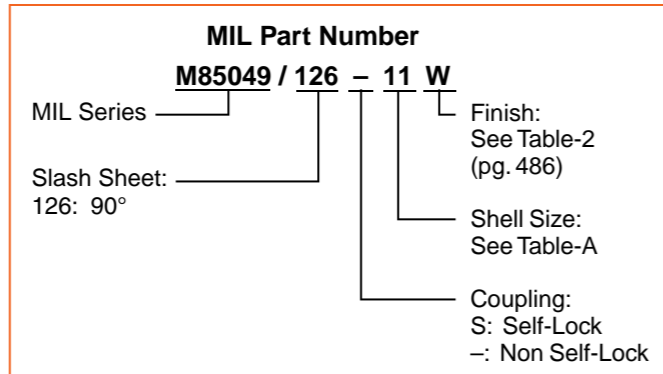 MIL Part Number
M85049 / 126 – 11 W
MIL Series
Finish:
See Table-2
(pg. 486)
Slash Sheet:
126: 90°
Shell Size:
See Table-A
Coupling:
S: Self-Lock
–: Non Self-Lock